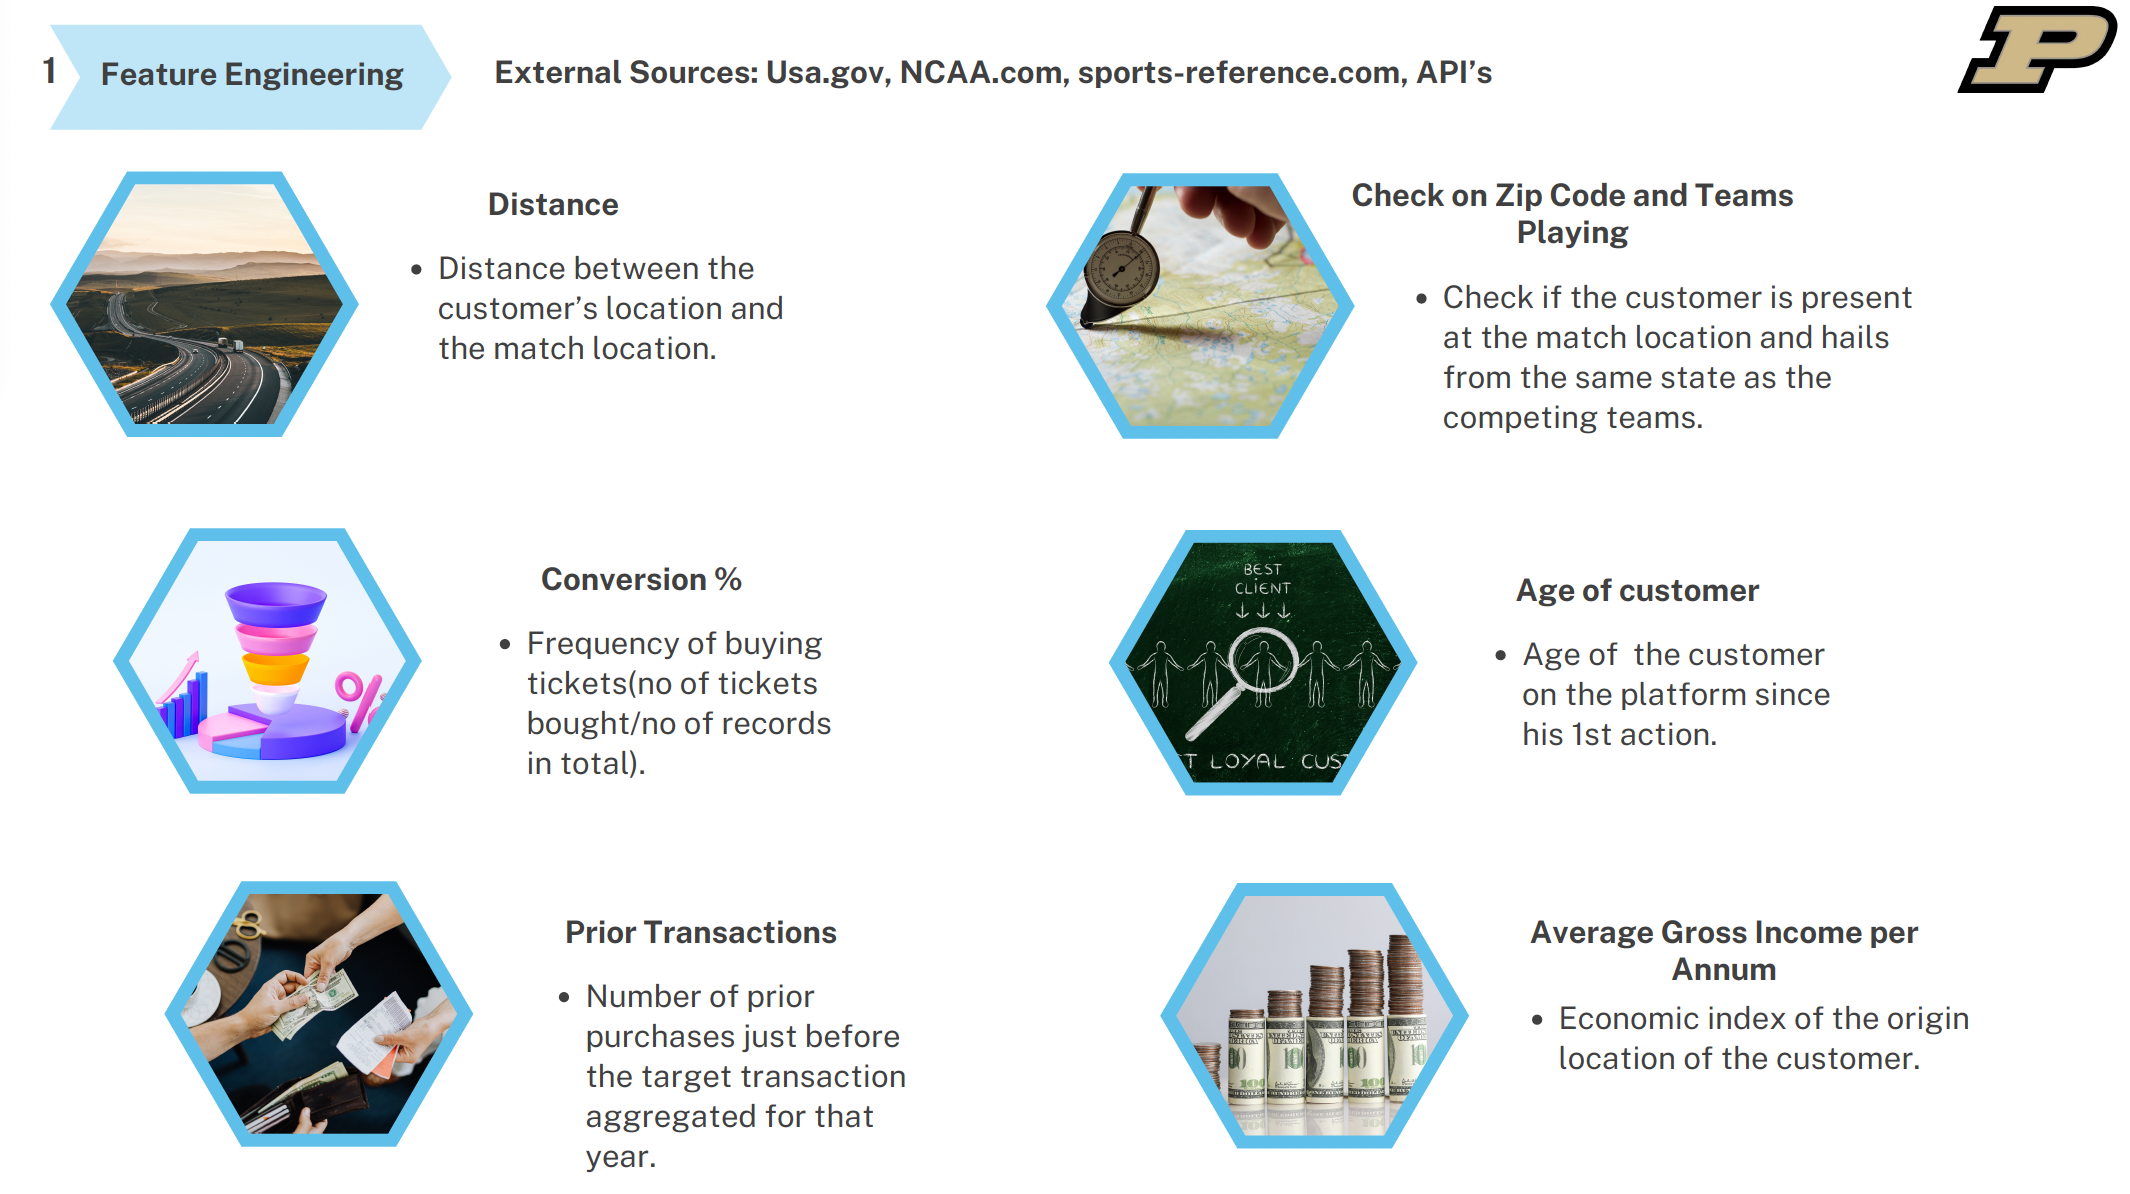 1
Feature Engineering
External Sources: Usa.gov, NCAA.com, sports-reference.com, API’s
P
Distance
• Distance between the
customer’s location and
the match location.
Check on Zip Code and Teams
Playing
• Check if the customer is present
at the match location and hails
from the same state as the
competing teams.
Conversion %
• Frequency of buying
tickets(no of tickets
bought/no of records
in total).
%
BEST
CLIENT
T LOYAL CUST
Age of customer
• Age of  the customer
on the platform since
his 1st action.
Prior Transactions
• Number of prior
purchases just before
the target transaction
aggregated for that
year.
Average Gross Income per
Annum
• Economic index of the origin
location of the customer.